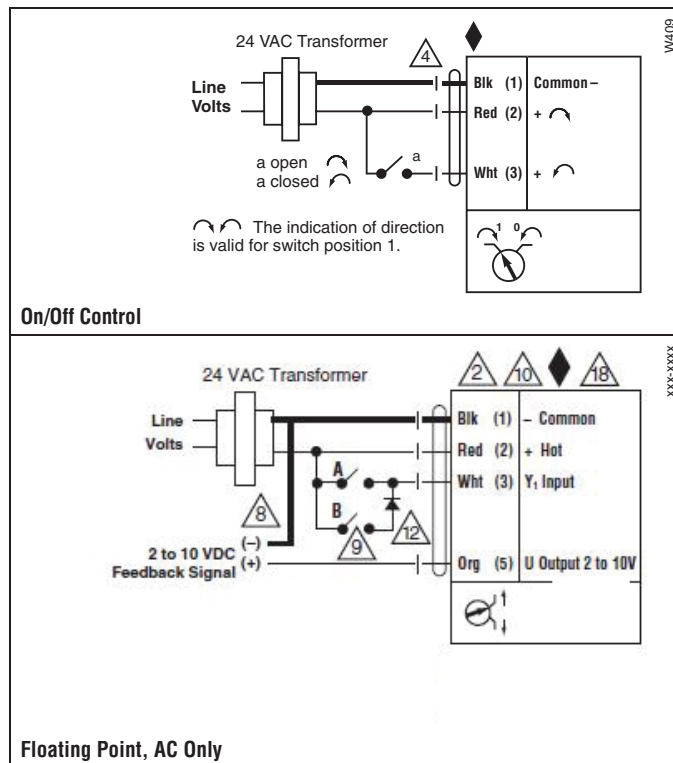 W409
24 VAC Transformer
4
Line
Volts
Blk (1) Common –
Red (2) +
a open
a closed
a
Wht (3) +
The indication of direction
is valid for switch position 1.
1 0
On/Off Control
xxx-xxxx
24 VAC Transformer
2 10 18
Line
Volts
Blk (1) – Common
Red (2) + Hot
A
Wht (3) Y₁ Input
B
8
9
12
2 to 10 VDC (–)
Feedback Signal (+)
Org (5) U Output 2 to 10V
Floating Point, AC Only